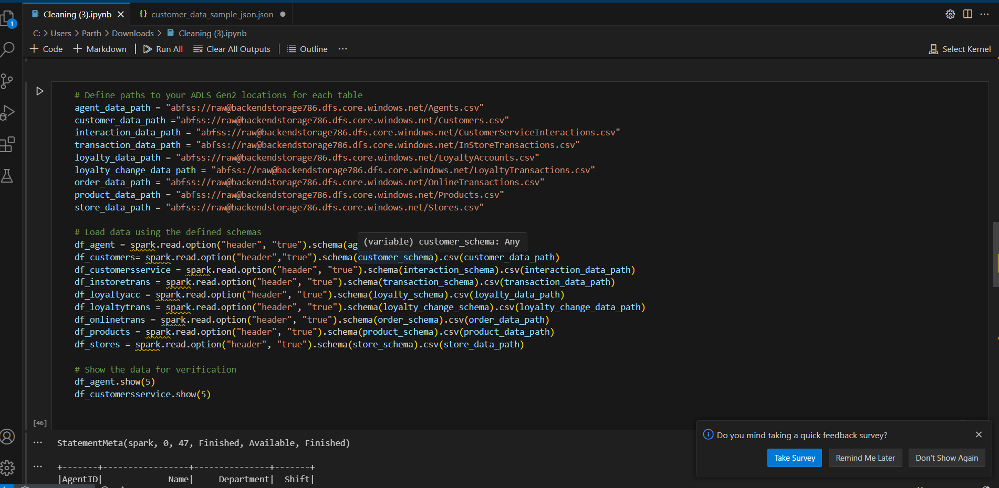 Cleaning (3).ipynb
{} customer_data_sample_json.json
1
C: > Users > Parth > Downloads > Cleaning (3).ipynb
+ Code + Markdown | Run All Clear All Outputs | Outline ... Select Kernel
# Define paths to your ADLS Gen2 locations for each table
agent_data_path = "abfss://raw@backendstorage786.dfs.core.windows.net/Agents.csv"
customer_data_path ="abfss://raw@backendstorage786.dfs.core.windows.net/Customers.csv"
interaction_data_path = "abfss://raw@backendstorage786.dfs.core.windows.net/CustomerServiceInteractions.csv"
transaction_data_path = "abfss://raw@backendstorage786.dfs.core.windows.net/InStoreTransactions.csv"
loyalty_data_path = "abfss://raw@backendstorage786.dfs.core.windows.net/LoyaltyAccounts.csv"
loyalty_change_data_path = "abfss://raw@backendstorage786.dfs.core.windows.net/LoyaltyTransactions.csv"
order_data_path = "abfss://raw@backendstorage786.dfs.core.windows.net/OnlineTransactions.csv"
product_data_path = "abfss://raw@backendstorage786.dfs.core.windows.net/Products.csv"
store_data_path = "abfss://raw@backendstorage786.dfs.core.windows.net/Stores.csv"
# Load data using the defined schemas
(variable) customer_schema: Any
df_agent = spark.read.option("header", "true").schema(ag
df_customers= spark.read.option("header","true").schema(customer_schema).csv(customer_data_path)
df_customersservice = spark.read.option("header", "true").schema(interaction_schema).csv(interaction_data_path)
df_instoretrans = spark.read.option("header", "true").schema(transaction_schema).csv(transaction_data_path)
df_loyaltyacc = spark.read.option("header", "true").schema(loyalty_schema).csv(loyalty_data_path)
df_loyaltytrans = spark.read.option("header", "true").schema(loyalty_change_schema).csv(loyalty_change_data_path)
df_onlinetrans = spark.read.option("header", "true").schema(order_schema).csv(order_data_path)
df_products = spark.read.option("header", "true").schema(product_schema).csv(product_data_path)
df_stores = spark.read.option("header", "true").schema(store_schema).csv(store_data_path)
# Show the data for verification
df_agent.show(5)
df_customersservice.show(5)
[46]
... StatementMeta(spark, 0, 47, Finished, Available, Finished)
... +-------+-----------------+---------------+-------+
|AgentID| Name| Department| Shift|
Do you mind taking a quick feedback survey?
Take Survey
Remind Me Later
Don't Show Again